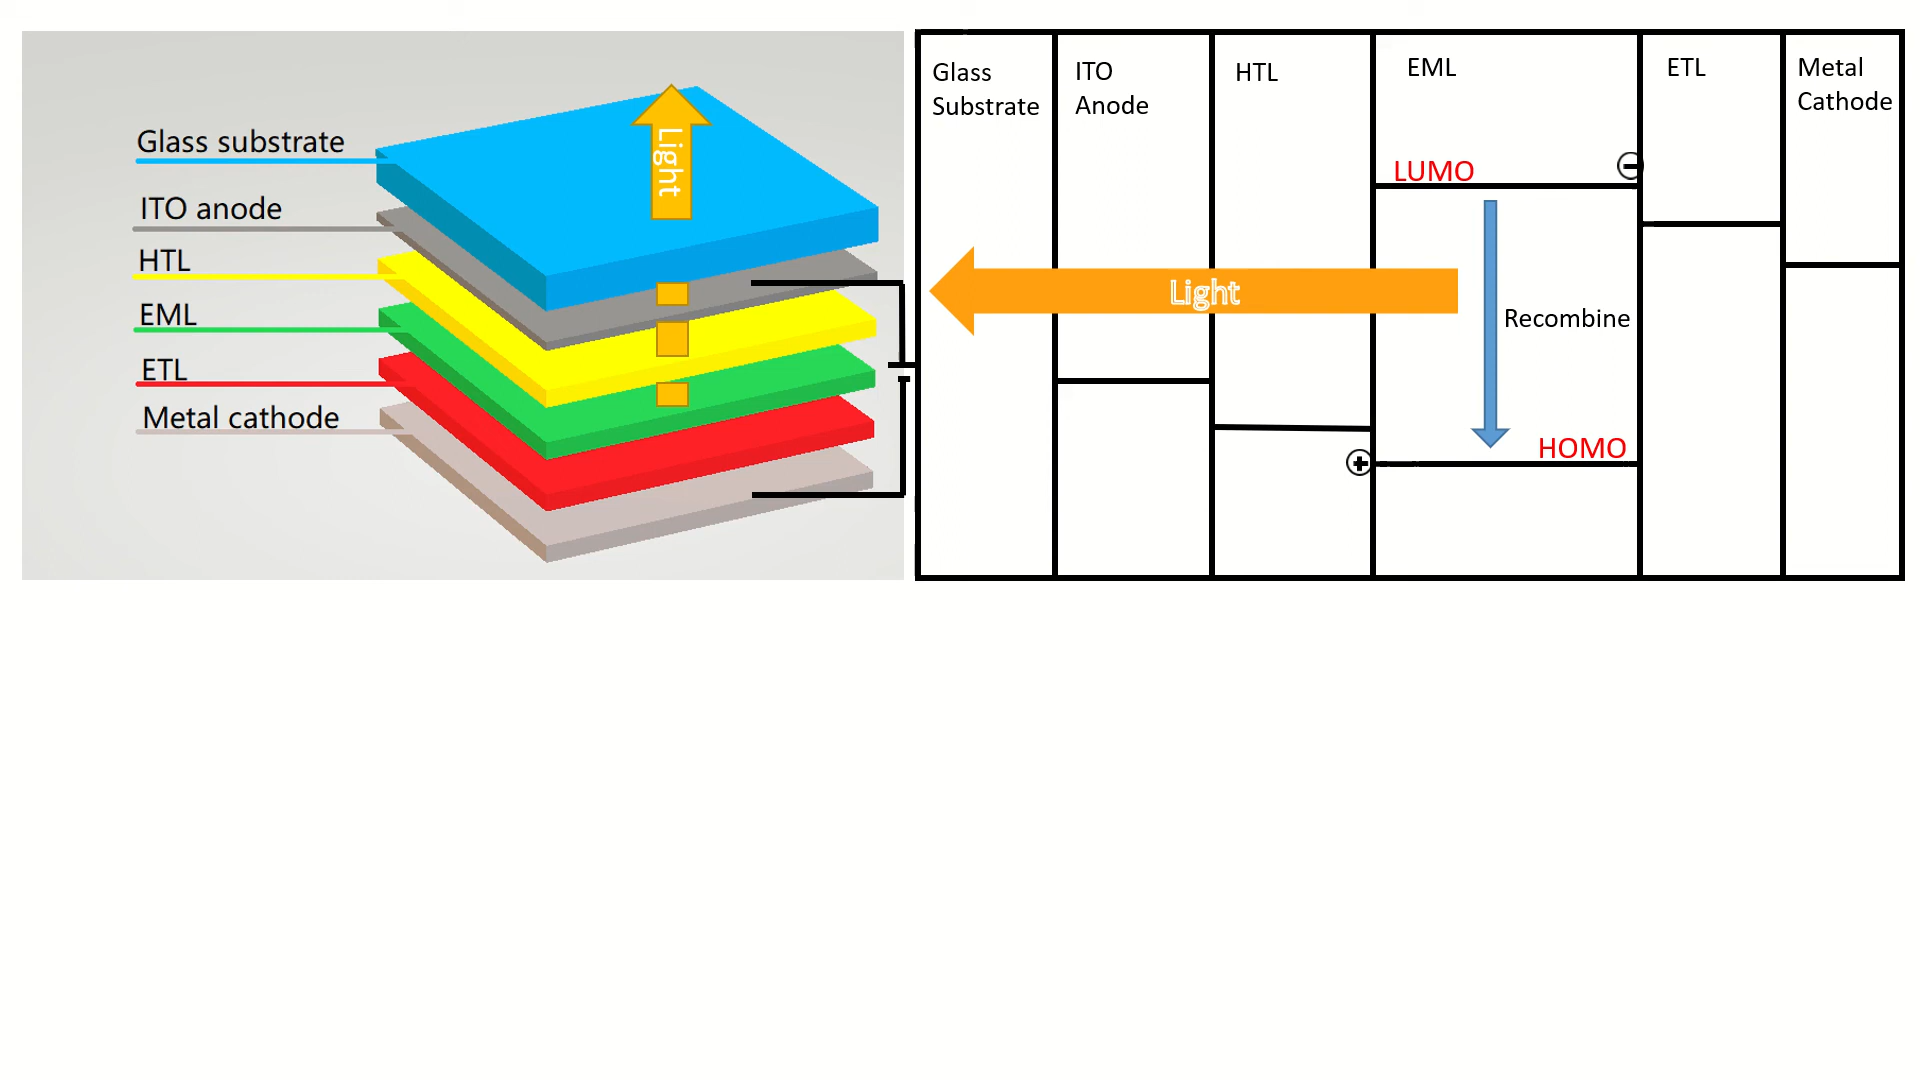 Glass substrate
ITO anode
HTL
EML
ETL
Metal cathode
Light
Glass
Substrate
ITO
Anode
HTL
EML
ETL
Metal
Cathode
LUMO
Light
Recombine
HOMO